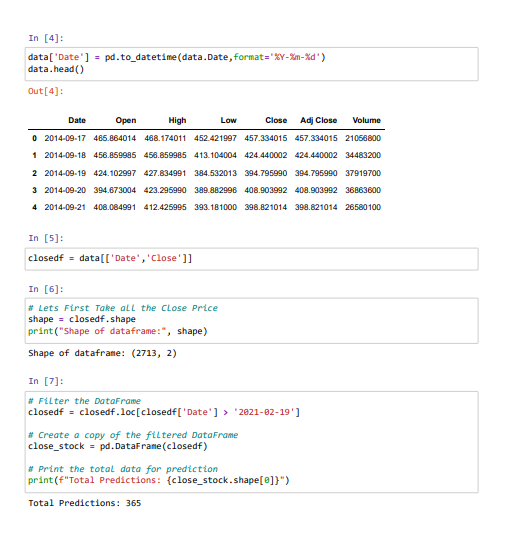 In [4]:
data['Date'] = pd.to_datetime(data.Date,format='%Y-%m-%d')
data.head()
Out[4]:
Date Open High Low Close Adj Close Volume
0 2014-09-17 465.864014 468.174011 452.421997 457.334015 457.334015 21056800
1 2014-09-18 456.859985 456.859985 413.104004 424.440002 424.440002 34483200
2 2014-09-19 424.102997 427.834991 384.532013 394.795990 394.795990 37919700
3 2014-09-20 394.673004 423.295990 389.882996 408.903992 408.903992 36863600
4 2014-09-21 408.084991 412.425995 393.181000 398.821014 398.821014 26580100
In [5]:
closedf = data[['Date','Close']]
In [6]:
# Lets First Take all the Close Price
shape = closedf.shape
print("Shape of dataframe:", shape)
Shape of dataframe: (2713, 2)
In [7]:
# Filter the DataFrame
closedf = closedf.loc[closedf['Date'] > '2021-02-19']
# Create a copy of the filtered DataFrame
close_stock = pd.DataFrame(closedf)
# Print the total data for prediction
print(f"Total Predictions: {close_stock.shape[0]}")
Total Predictions: 365